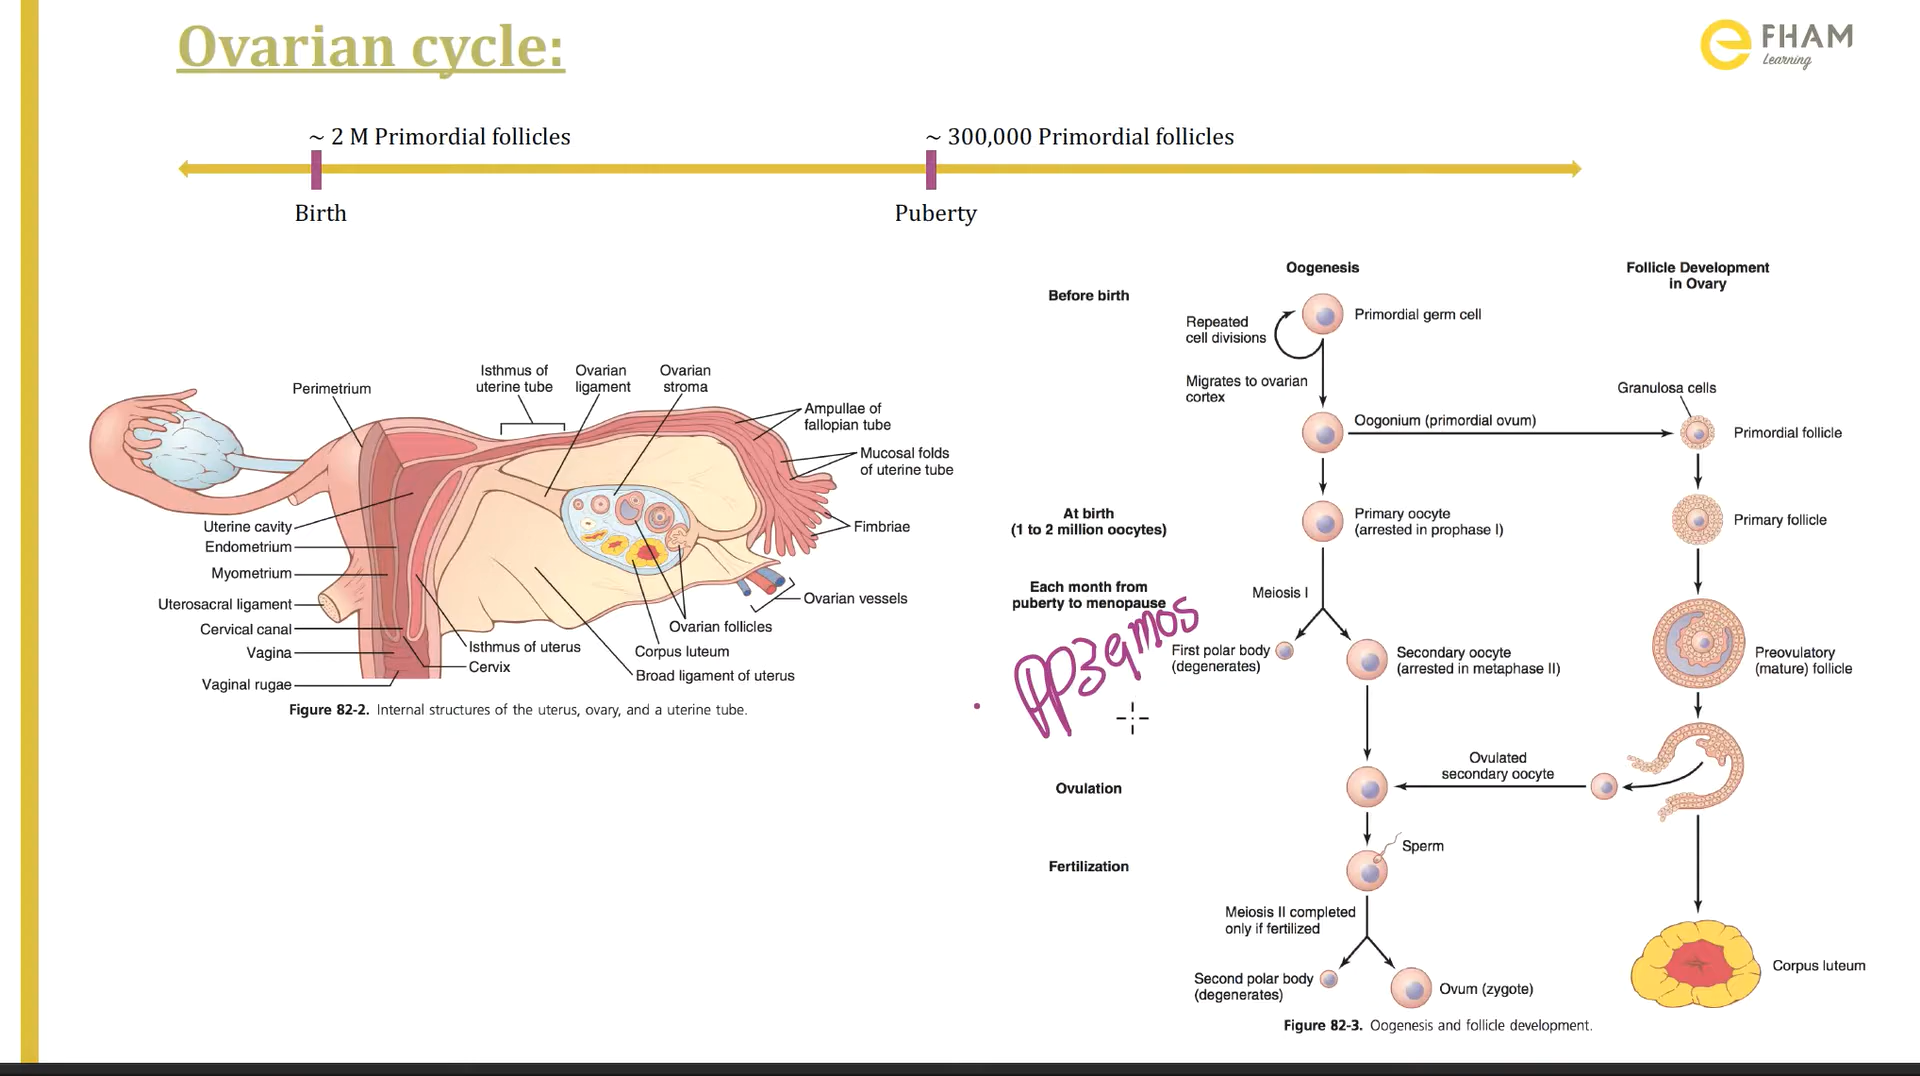 Ovarian cycle:
EFHAM
Learning
~ 2 M Primordial follicles
~ 300,000 Primordial follicles
Birth
Puberty
Perimetrium
Isthmus of
uterine tube
Ovarian
ligament
Ovarian
stroma
Ampullae of
fallopian tube
Mucosal folds
of uterine tube
Fimbriae
Uterine cavity
Endometrium
Myometrium
Uterosacral ligament
Cervical canal
Vagina
Vaginal rugae
Isthmus of uterus
Cervix
Ovarian vessels
Ovarian follicles
Corpus luteum
Broad ligament of uterus
Figure 82-2. Internal structures of the uterus, ovary, and a uterine tube.
Oogenesis
Follicle Development
in Ovary
Before birth
Primordial germ cell
Repeated
cell divisions
Migrates to ovarian
cortex
Granulosa cells
Oogonium (primordial ovum)
Primordial follicle
At birth
(1 to 2 million oocytes)
Primary oocyte
(arrested in prophase I)
Primary follicle
Each month from
puberty to menopause
Meiosis I
First polar body
(degenerates)
Secondary oocyte
(arrested in metaphase II)
Preovulatory
(mature) follicle
Ovulation
Ovulated
secondary oocyte
Fertilization
Sperm
Meiosis II completed
only if fertilized
Second polar body
(degenerates)
Ovum (zygote)
Corpus luteum
Figure 82-3. Oogenesis and follicle development.